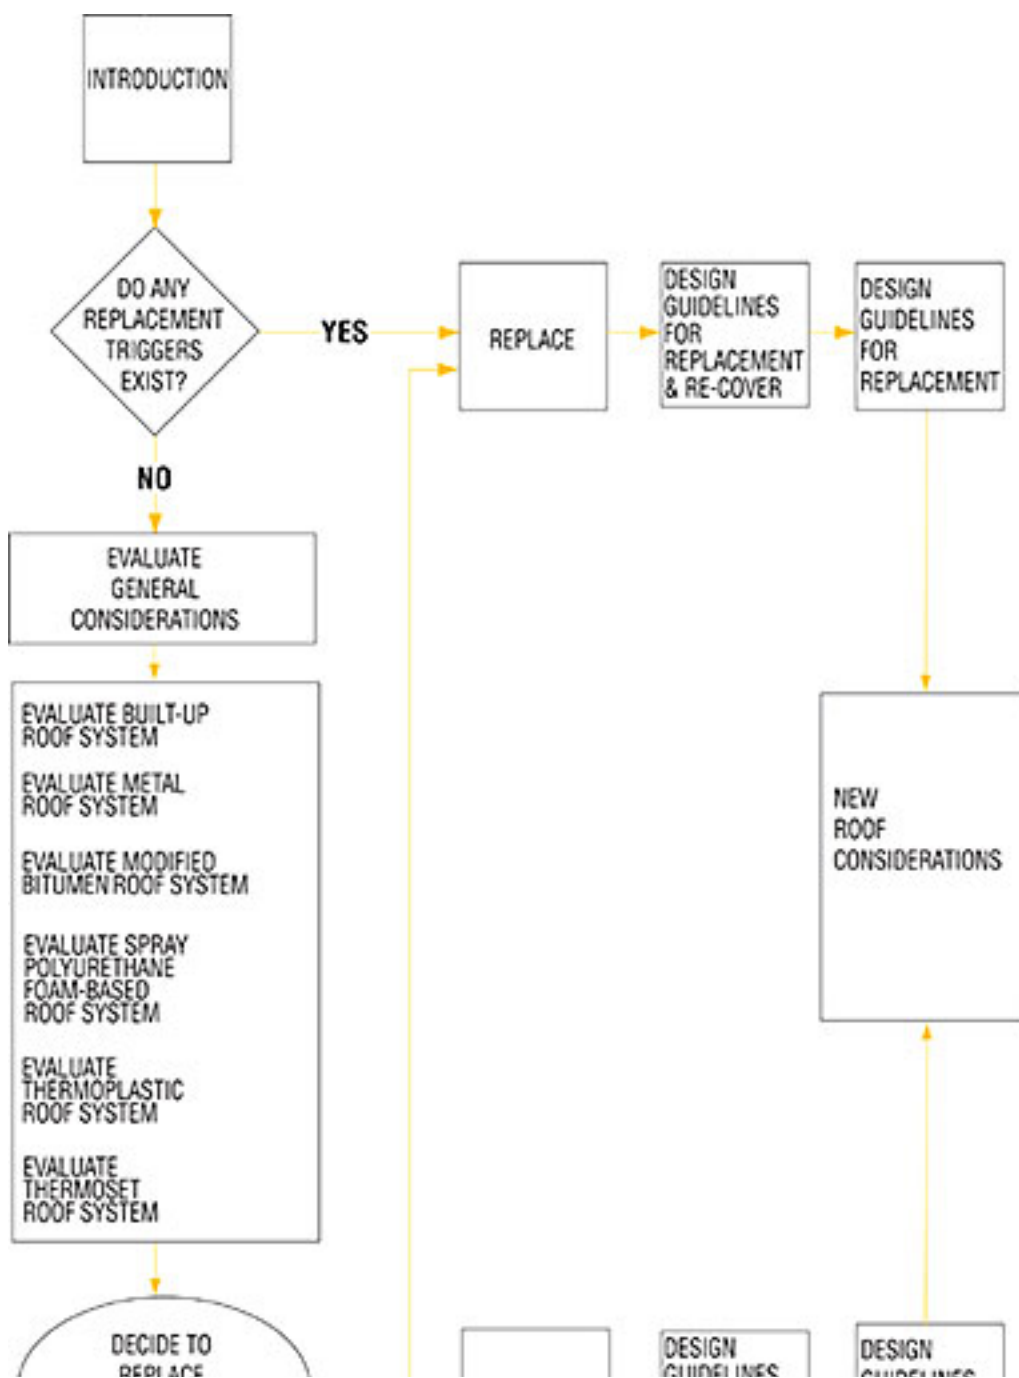 INTRODUCTION
DO ANY
REPLACEMENT
TRIGGERS
EXIST?
YES
REPLACE
DESIGN
GUIDELINES
FOR
REPLACEMENT
& RE-COVER
DESIGN
GUIDELINES
FOR
REPLACEMENT
NO
EVALUATE
GENERAL
CONSIDERATIONS
EVALUATE BUILT-UP
ROOF SYSTEM
EVALUATE METAL
ROOF SYSTEM
EVALUATE MODIFIED
BITUMEN ROOF SYSTEM
EVALUATE SPRAY
POLYURETHANE
FOAM-BASED
ROOF SYSTEM
EVALUATE
THERMOPLASTIC
ROOF SYSTEM
EVALUATE
THERMOSET
ROOF SYSTEM
NEW
ROOF
CONSIDERATIONS
DECIDE TO
REPLACE
DESIGN
GUIDELINES
DESIGN
GUIDELINES